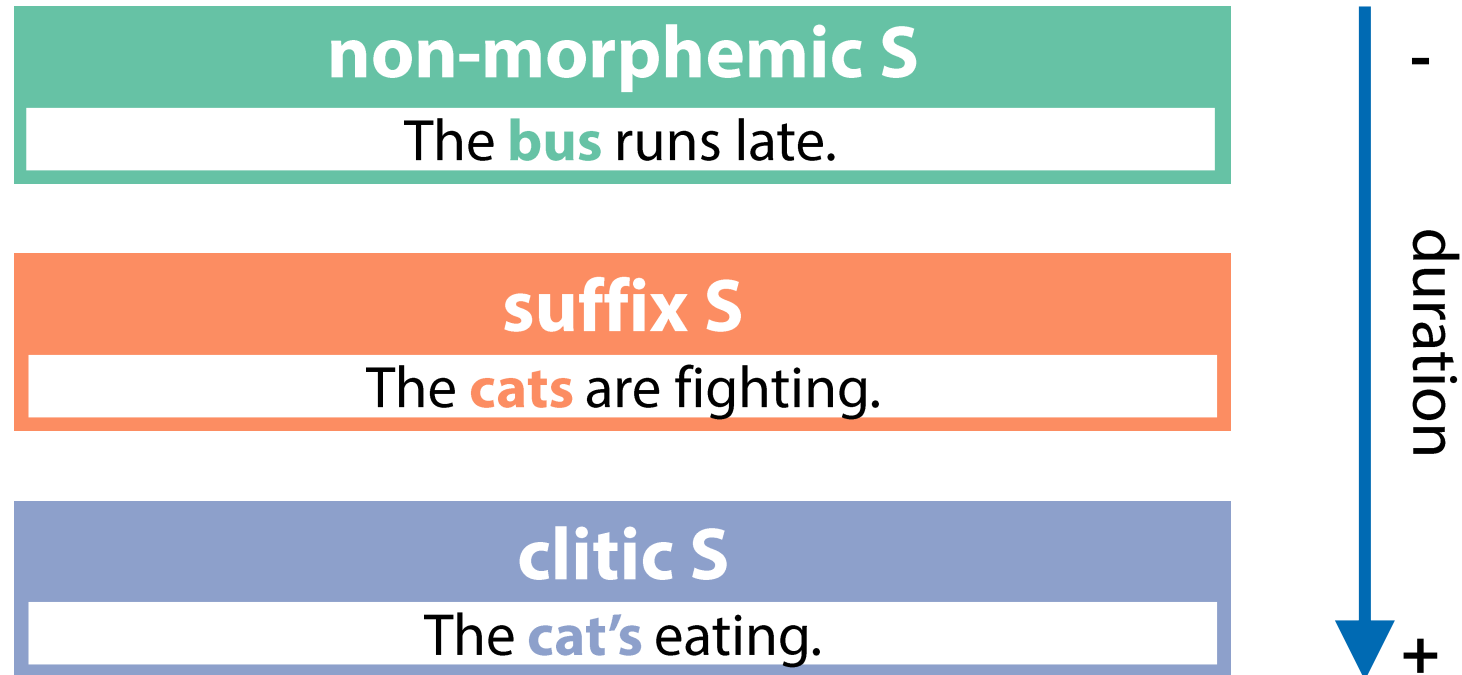 non-morphemic S
The bus runs late.
suffix S
The cats are fighting.
clitic S
The cat’s eating.
-
duration
+